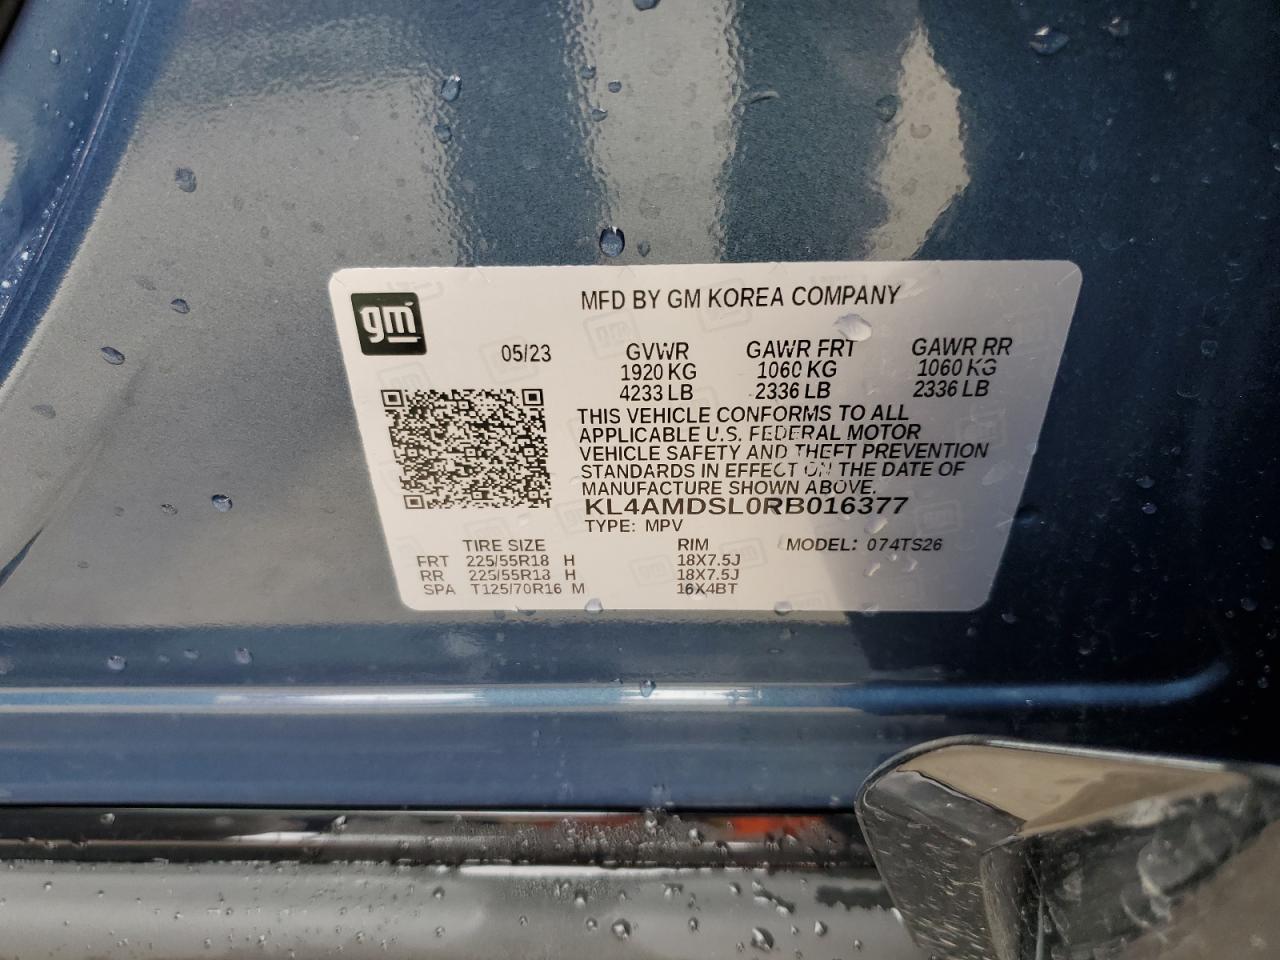 gm
MFD BY GM KOREA COMPANY
05/23 GVWR GAWR FRT GAWR RR
1920 KG 1060 KG 1060 KG
4233 LB 2336 LB 2336 LB
THIS VEHICLE CONFORMS TO ALL
APPLICABLE U.S. FEDERAL MOTOR
VEHICLE SAFETY AND THEFT PREVENTION
STANDARDS IN EFFECT ON THE DATE OF
MANUFACTURE SHOWN ABOVE.
KL4AMDSL0RB016377
TYPE: MPV
TIRE SIZE RIM MODEL: 074TS26
FRT 225/55R18 H 18X7.5J
RR 225/55R18 H 18X7.5J
SPA T125/70R16 M 16X4BT